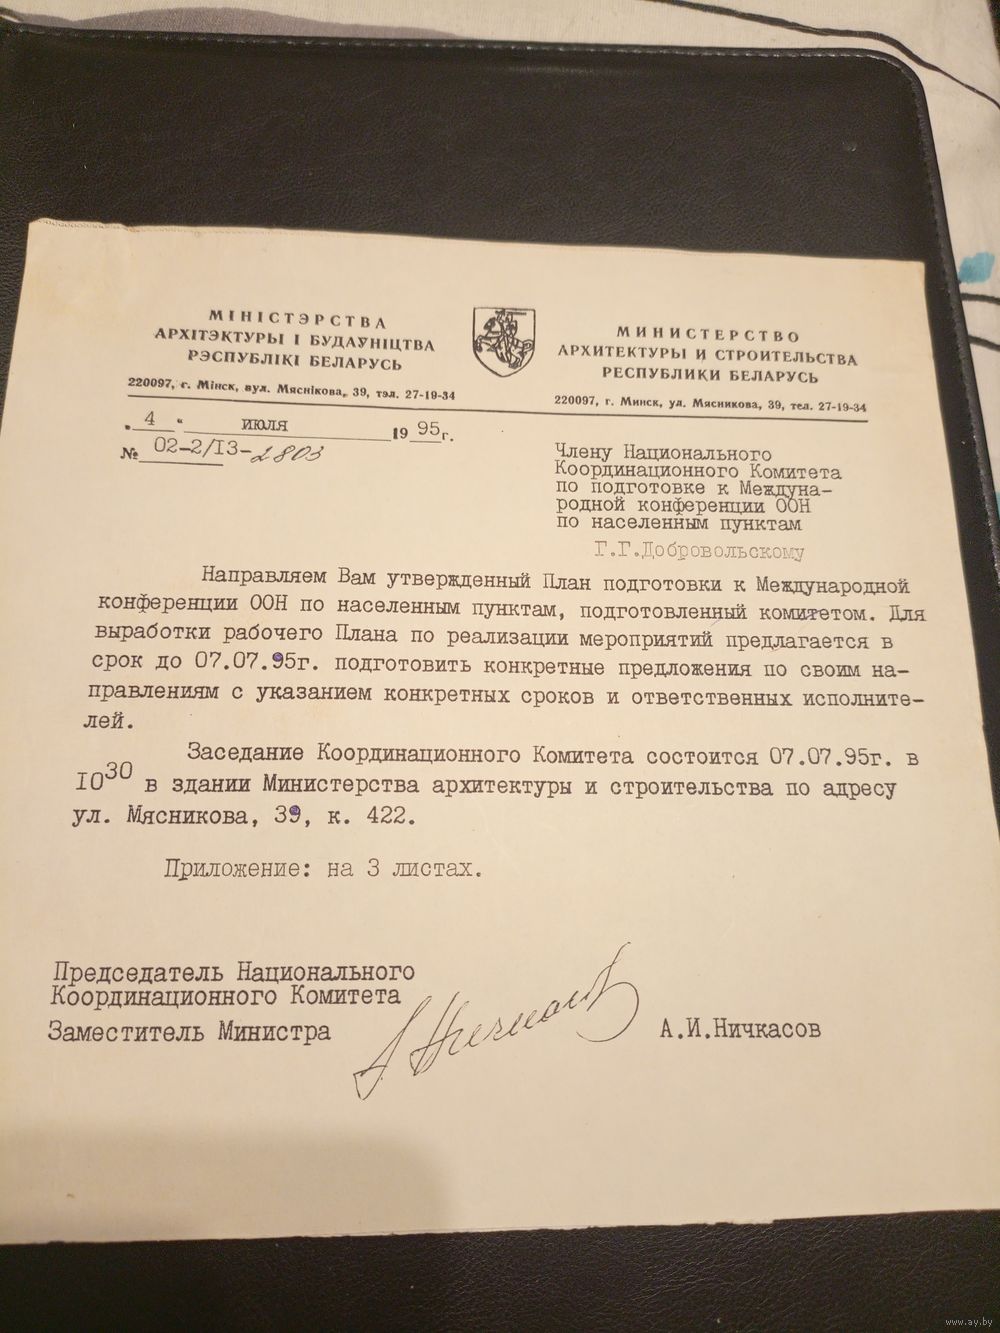 МІНІСТЭРСТВА
АРХІТЭКТУРЫ І БУДАЎНІЦТВА
РЭСПУБЛІКІ БЕЛАРУСЬ
220097, г. Мінск, вул. Мяснікова, 39, тэл. 27-19-34
МИНИСТЕРСТВО
АРХИТЕКТУРЫ И СТРОИТЕЛЬСТВА
РЕСПУБЛИКИ БЕЛАРУСЬ
220097, г. Минск, ул. Мясникова, 39, тел. 27-19-34
„ 4 “ июля 1995г.
№ 02-2/I3-2803
Члену Национального
Координационного Комитета
по подготовке к Междуна-
родной конференции ООН
по населенным пунктам
Г.Г.Добровольскому
Направляем Вам утвержденный План подготовки к Международной
конференции ООН по населенным пунктам, подготовленный комитетом. Для
выработки рабочего Плана по реализации мероприятий предлагается в
срок до 07.07.95г. подготовить конкретные предложения по своим на-
правлениям с указанием конкретных сроков и ответственных исполните-
лей.
Заседание Координационного Комитета состоится 07.07.95г. в
I0³⁰ в здании Министерства архитектуры и строительства по адресу
ул. Мясникова, 39, к. 422.
Приложение: на 3 листах.
Председатель Национального
Координационного Комитета
Заместитель Министра
А.И.Ничкасов
www.ay.by